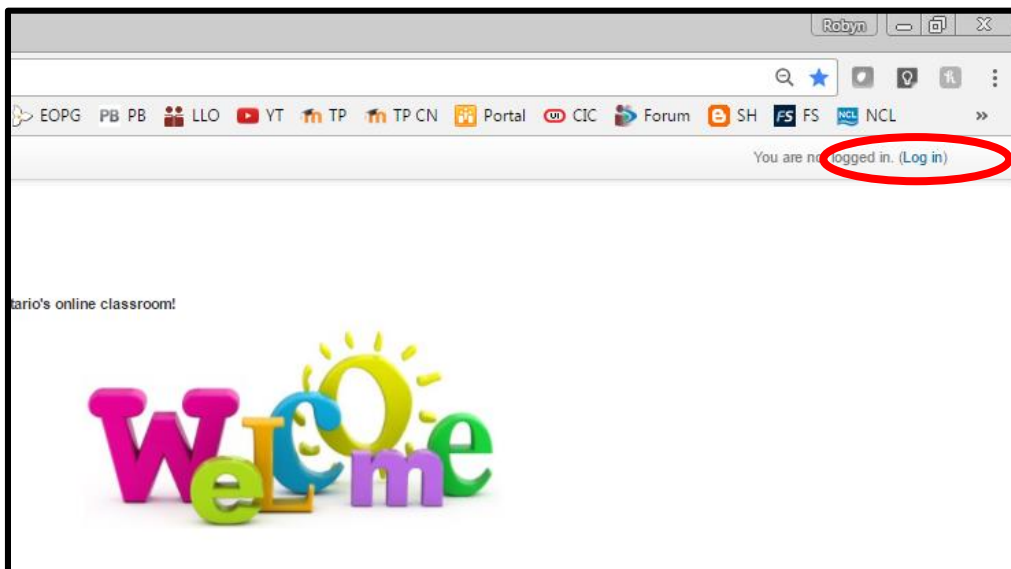 Robyn
EOPG PB PB LLO YT TP TP CN Portal CIC Forum SH FS FS NCL NCL »
You are not logged in. (Log in)
tario's online classroom!
WeLCOme